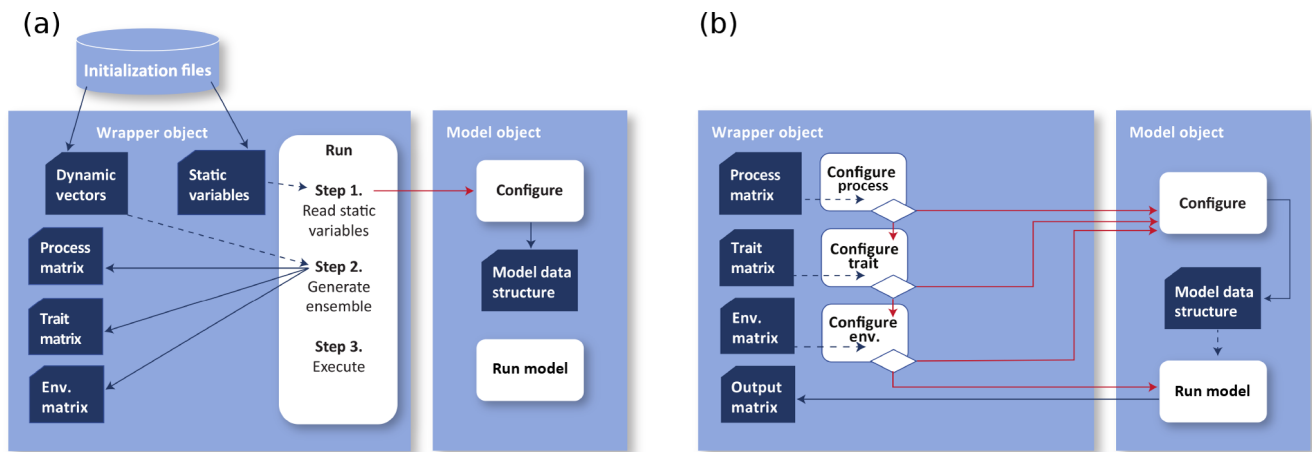 (a)
Initialization files
Wrapper object
Dynamic
vectors
Static
variables
Process
matrix
Trait
matrix
Env.
matrix
Run
Step 1.
Read static
variables
Step 2.
Generate
ensemble
Step 3.
Execute
Model object
Configure
Model data
structure
Run model
(b)
Wrapper object
Process
matrix
Configure
process
Trait
matrix
Configure
trait
Env.
matrix
Configure
env.
Output
matrix
Model object
Configure
Model data
structure
Run model